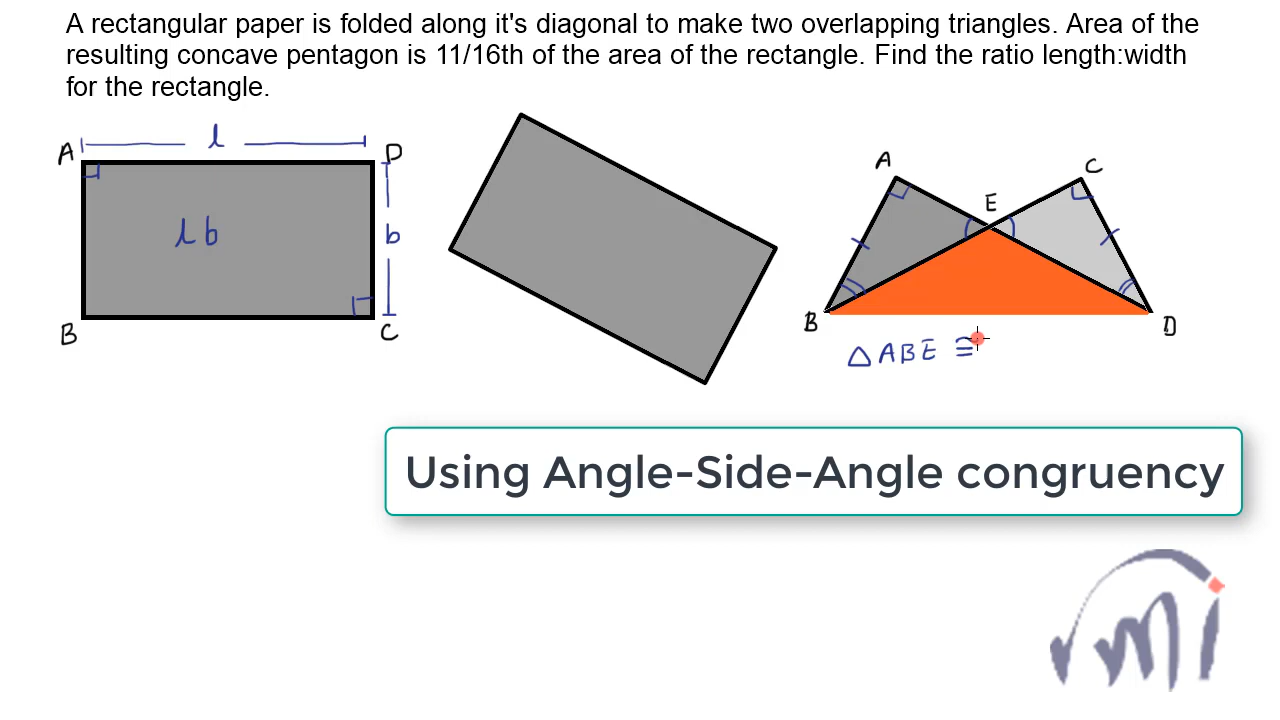 A rectangular paper is folded along it's diagonal to make two overlapping triangles. Area of the
resulting concave pentagon is 11/16th of the area of the rectangle. Find the ratio length:width
for the rectangle.
l
A D
A C
E
lb b
B C
B D
△ ABE ≅
Using Angle-Side-Angle congruency
rmi